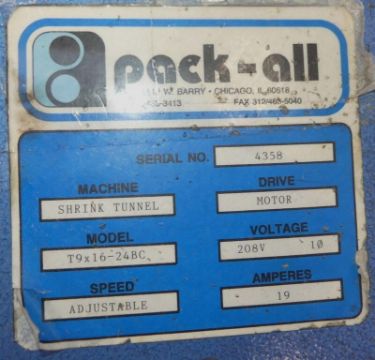 pack-all
W. BARRY • CHICAGO, IL 60618
3413 FAX 312/463-5040
SERIAL NO. 4358
MACHINE DRIVE
SHRINK TUNNEL MOTOR
MODEL VOLTAGE
T9x16-24BC 208V 1Ø
SPEED AMPERES
ADJUSTABLE 19